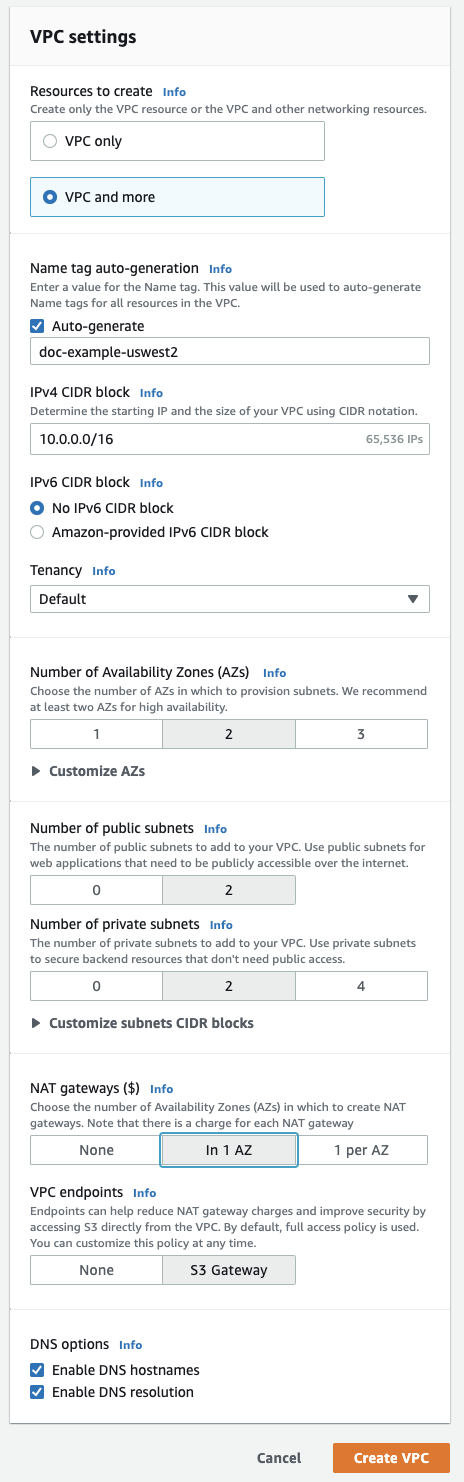 VPC settings
Resources to create Info
Create only the VPC resource or the VPC and other networking resources.
VPC only
VPC and more
Name tag auto-generation Info
Enter a value for the Name tag. This value will be used to auto-generate
Name tags for all resources in the VPC.
Auto-generate
doc-example-uswest2
IPv4 CIDR block Info
Determine the starting IP and the size of your VPC using CIDR notation.
10.0.0.0/16 65,536 IPs
IPv6 CIDR block Info
No IPv6 CIDR block
Amazon-provided IPv6 CIDR block
Tenancy Info
Default
Number of Availability Zones (AZs) Info
Choose the number of AZs in which to provision subnets. We recommend
at least two AZs for high availability.
1 2 3
Customize AZs
Number of public subnets Info
The number of public subnets to add to your VPC. Use public subnets for
web applications that need to be publicly accessible over the internet.
0 2
Number of private subnets Info
The number of private subnets to add to your VPC. Use private subnets
to secure backend resources that don't need public access.
0 2 4
Customize subnets CIDR blocks
NAT gateways ($) Info
Choose the number of Availability Zones (AZs) in which to create NAT
gateways. Note that there is a charge for each NAT gateway
None In 1 AZ 1 per AZ
VPC endpoints Info
Endpoints can help reduce NAT gateway charges and improve security by
accessing S3 directly from the VPC. By default, full access policy is used.
You can customize this policy at any time.
None S3 Gateway
DNS options Info
Enable DNS hostnames
Enable DNS resolution
Cancel Create VPC